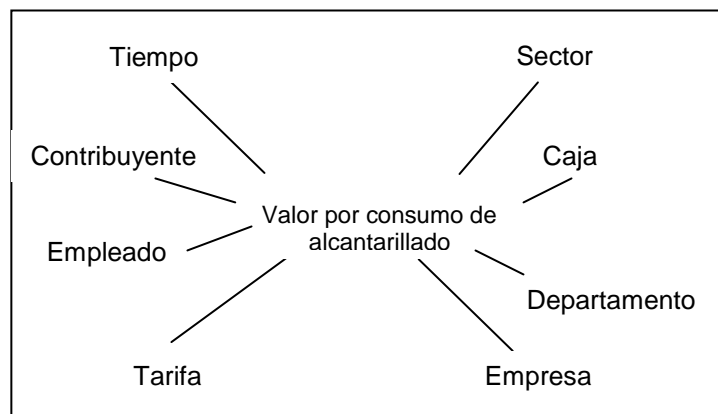 Tiempo
Sector
Contribuyente
Caja
Valor por consumo de
alcantarillado
Empleado
Departamento
Tarifa
Empresa